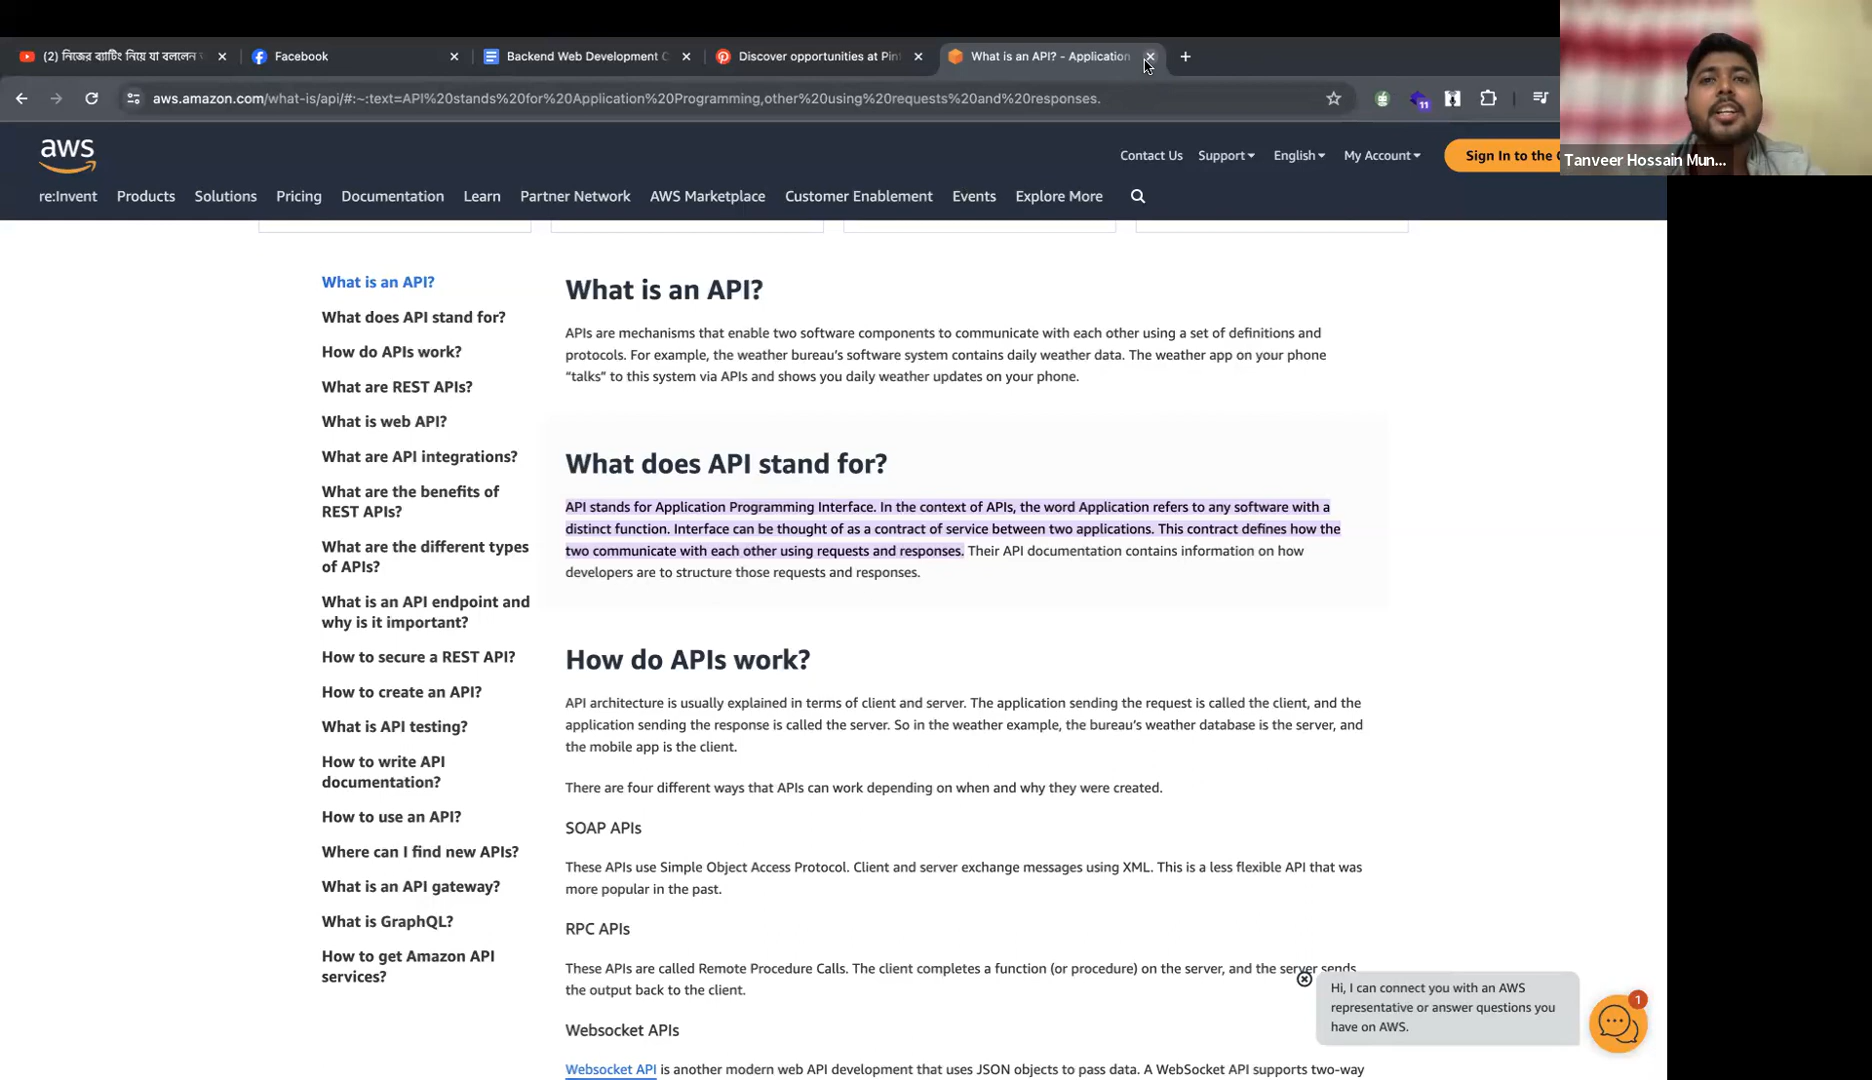 (2) নিজের ব্যাটিং নিয়ে যা বললেন
Facebook
Backend Web Development C
Discover opportunities at Pint
What is an API? - Application
aws.amazon.com/what-is/api/#:~:text=API%20stands%20for%20Application%20Programming,other%20using%20requests%20and%20responses.
11
Tanveer Hossain Mun...
aws
Contact Us
Support
English
My Account
Sign In to the
re:Invent
Products
Solutions
Pricing
Documentation
Learn
Partner Network
AWS Marketplace
Customer Enablement
Events
Explore More
What is an API?
What does API stand for?
How do APIs work?
What are REST APIs?
What is web API?
What are API integrations?
What are the benefits of
REST APIs?
What are the different types
of APIs?
What is an API endpoint and
why is it important?
How to secure a REST API?
How to create an API?
What is API testing?
How to write API
documentation?
How to use an API?
Where can I find new APIs?
What is an API gateway?
What is GraphQL?
How to get Amazon API
services?
What is an API?
APIs are mechanisms that enable two software components to communicate with each other using a set of definitions and
protocols. For example, the weather bureau’s software system contains daily weather data. The weather app on your phone
“talks” to this system via APIs and shows you daily weather updates on your phone.
What does API stand for?
API stands for Application Programming Interface. In the context of APIs, the word Application refers to any software with a
distinct function. Interface can be thought of as a contract of service between two applications. This contract defines how the
two communicate with each other using requests and responses. Their API documentation contains information on how
developers are to structure those requests and responses.
How do APIs work?
API architecture is usually explained in terms of client and server. The application sending the request is called the client, and the
application sending the response is called the server. So in the weather example, the bureau’s weather database is the server, and
the mobile app is the client.
There are four different ways that APIs can work depending on when and why they were created.
SOAP APIs
These APIs use Simple Object Access Protocol. Client and server exchange messages using XML. This is a less flexible API that was
more popular in the past.
RPC APIs
These APIs are called Remote Procedure Calls. The client completes a function (or procedure) on the server, and the server sends
the output back to the client.
Websocket APIs
Websocket API is another modern web API development that uses JSON objects to pass data. A WebSocket API supports two-way
Hi, I can connect you with an AWS
representative or answer questions you
have on AWS.
1